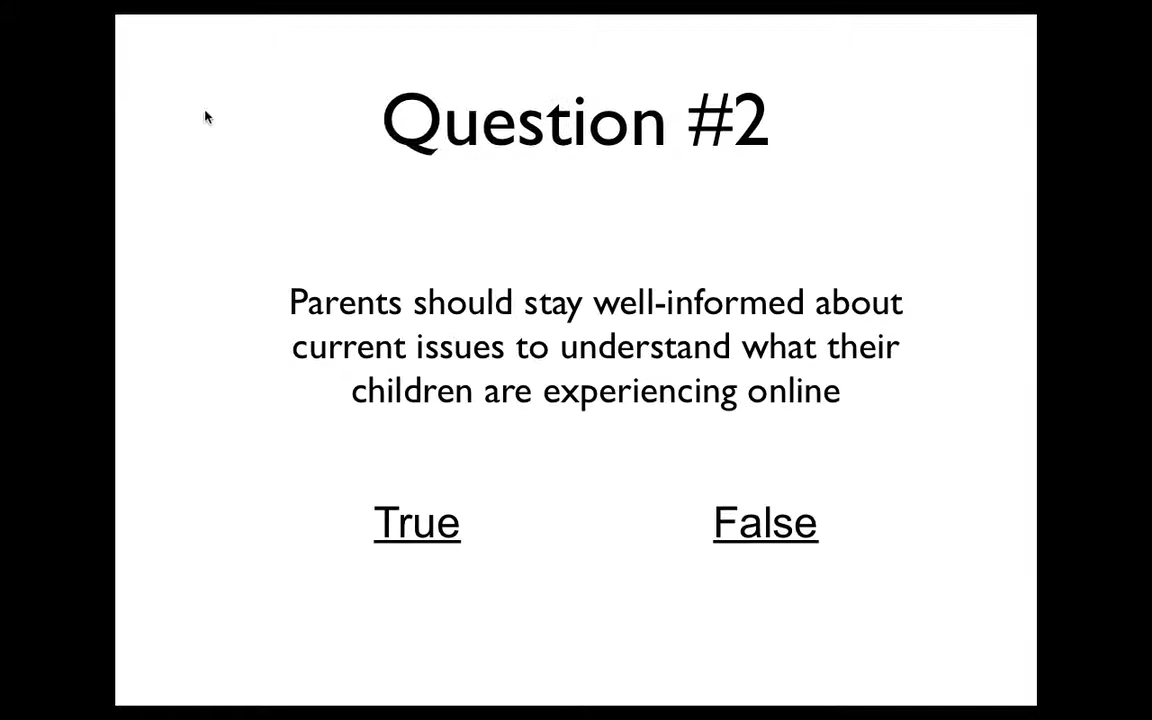 Question #2
Parents should stay well-informed about
current issues to understand what their
children are experiencing online
True False